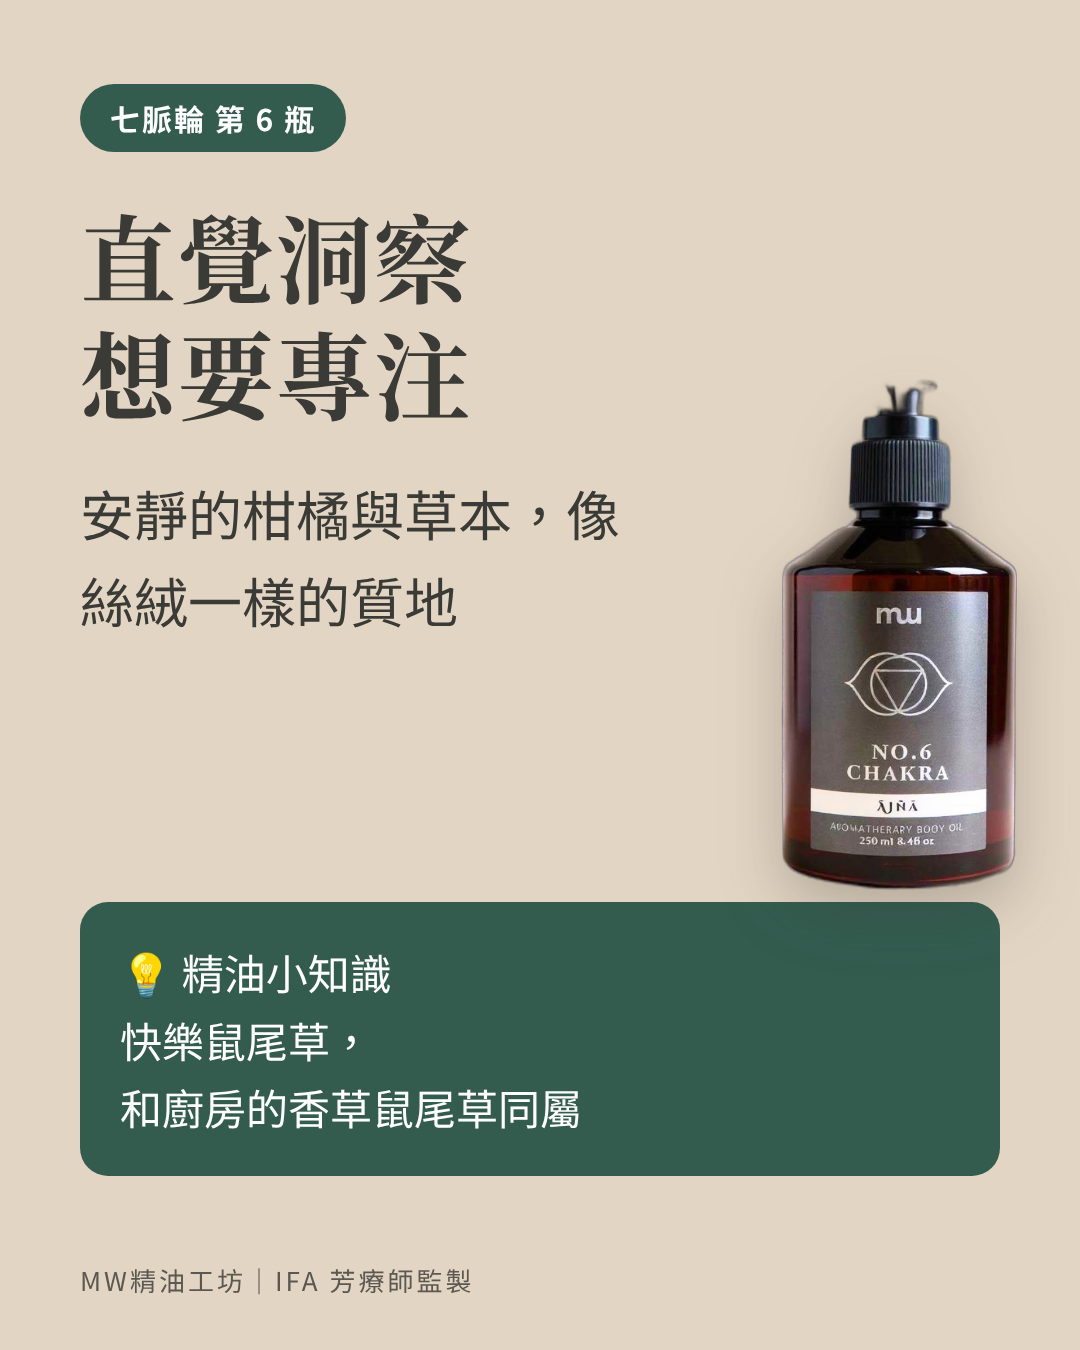 七脈輪 第 6 瓶
直覺洞察
想要專注
安靜的柑橘與草本，像
絲絨一樣的質地
mw
NO.6
CHAKRA
ĀJÑĀ
AROMATHERAPY BODY OIL
250 ml 8.4fl oz
💡 精油小知識
快樂鼠尾草，
和廚房的香草鼠尾草同屬
MW精油工坊｜IFA 芳療師監製